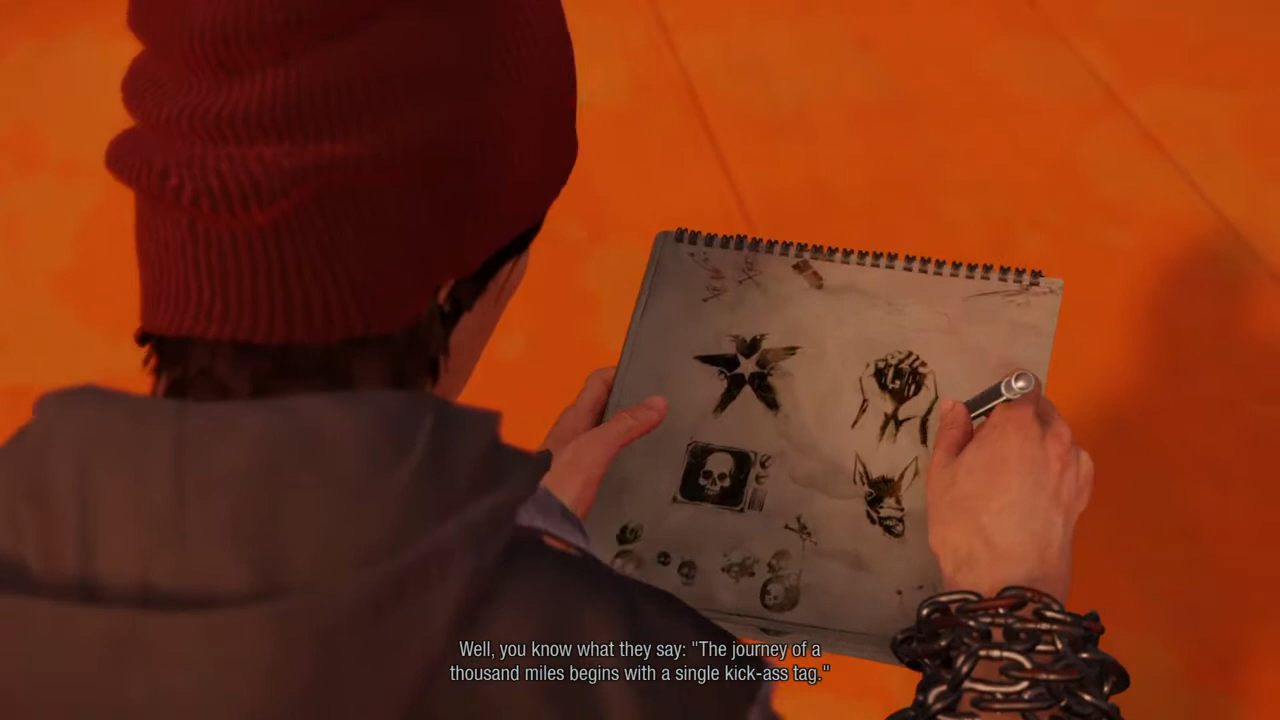 Well, you know what they say: "The journey of a
thousand miles begins with a single kick-ass tag."